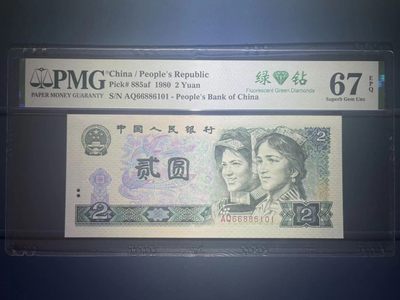 PMG
PAPER MONEY GUARANTY
China / People's Republic
Pick# 885af 1980 2 Yuan
S/N AQ66886101 - People's Bank of China
绿钻
Fluorescent Green Diamonds
67 EPQ
Superb Gem Unc
中国人民银行
贰圆
2
2
AQ66886101